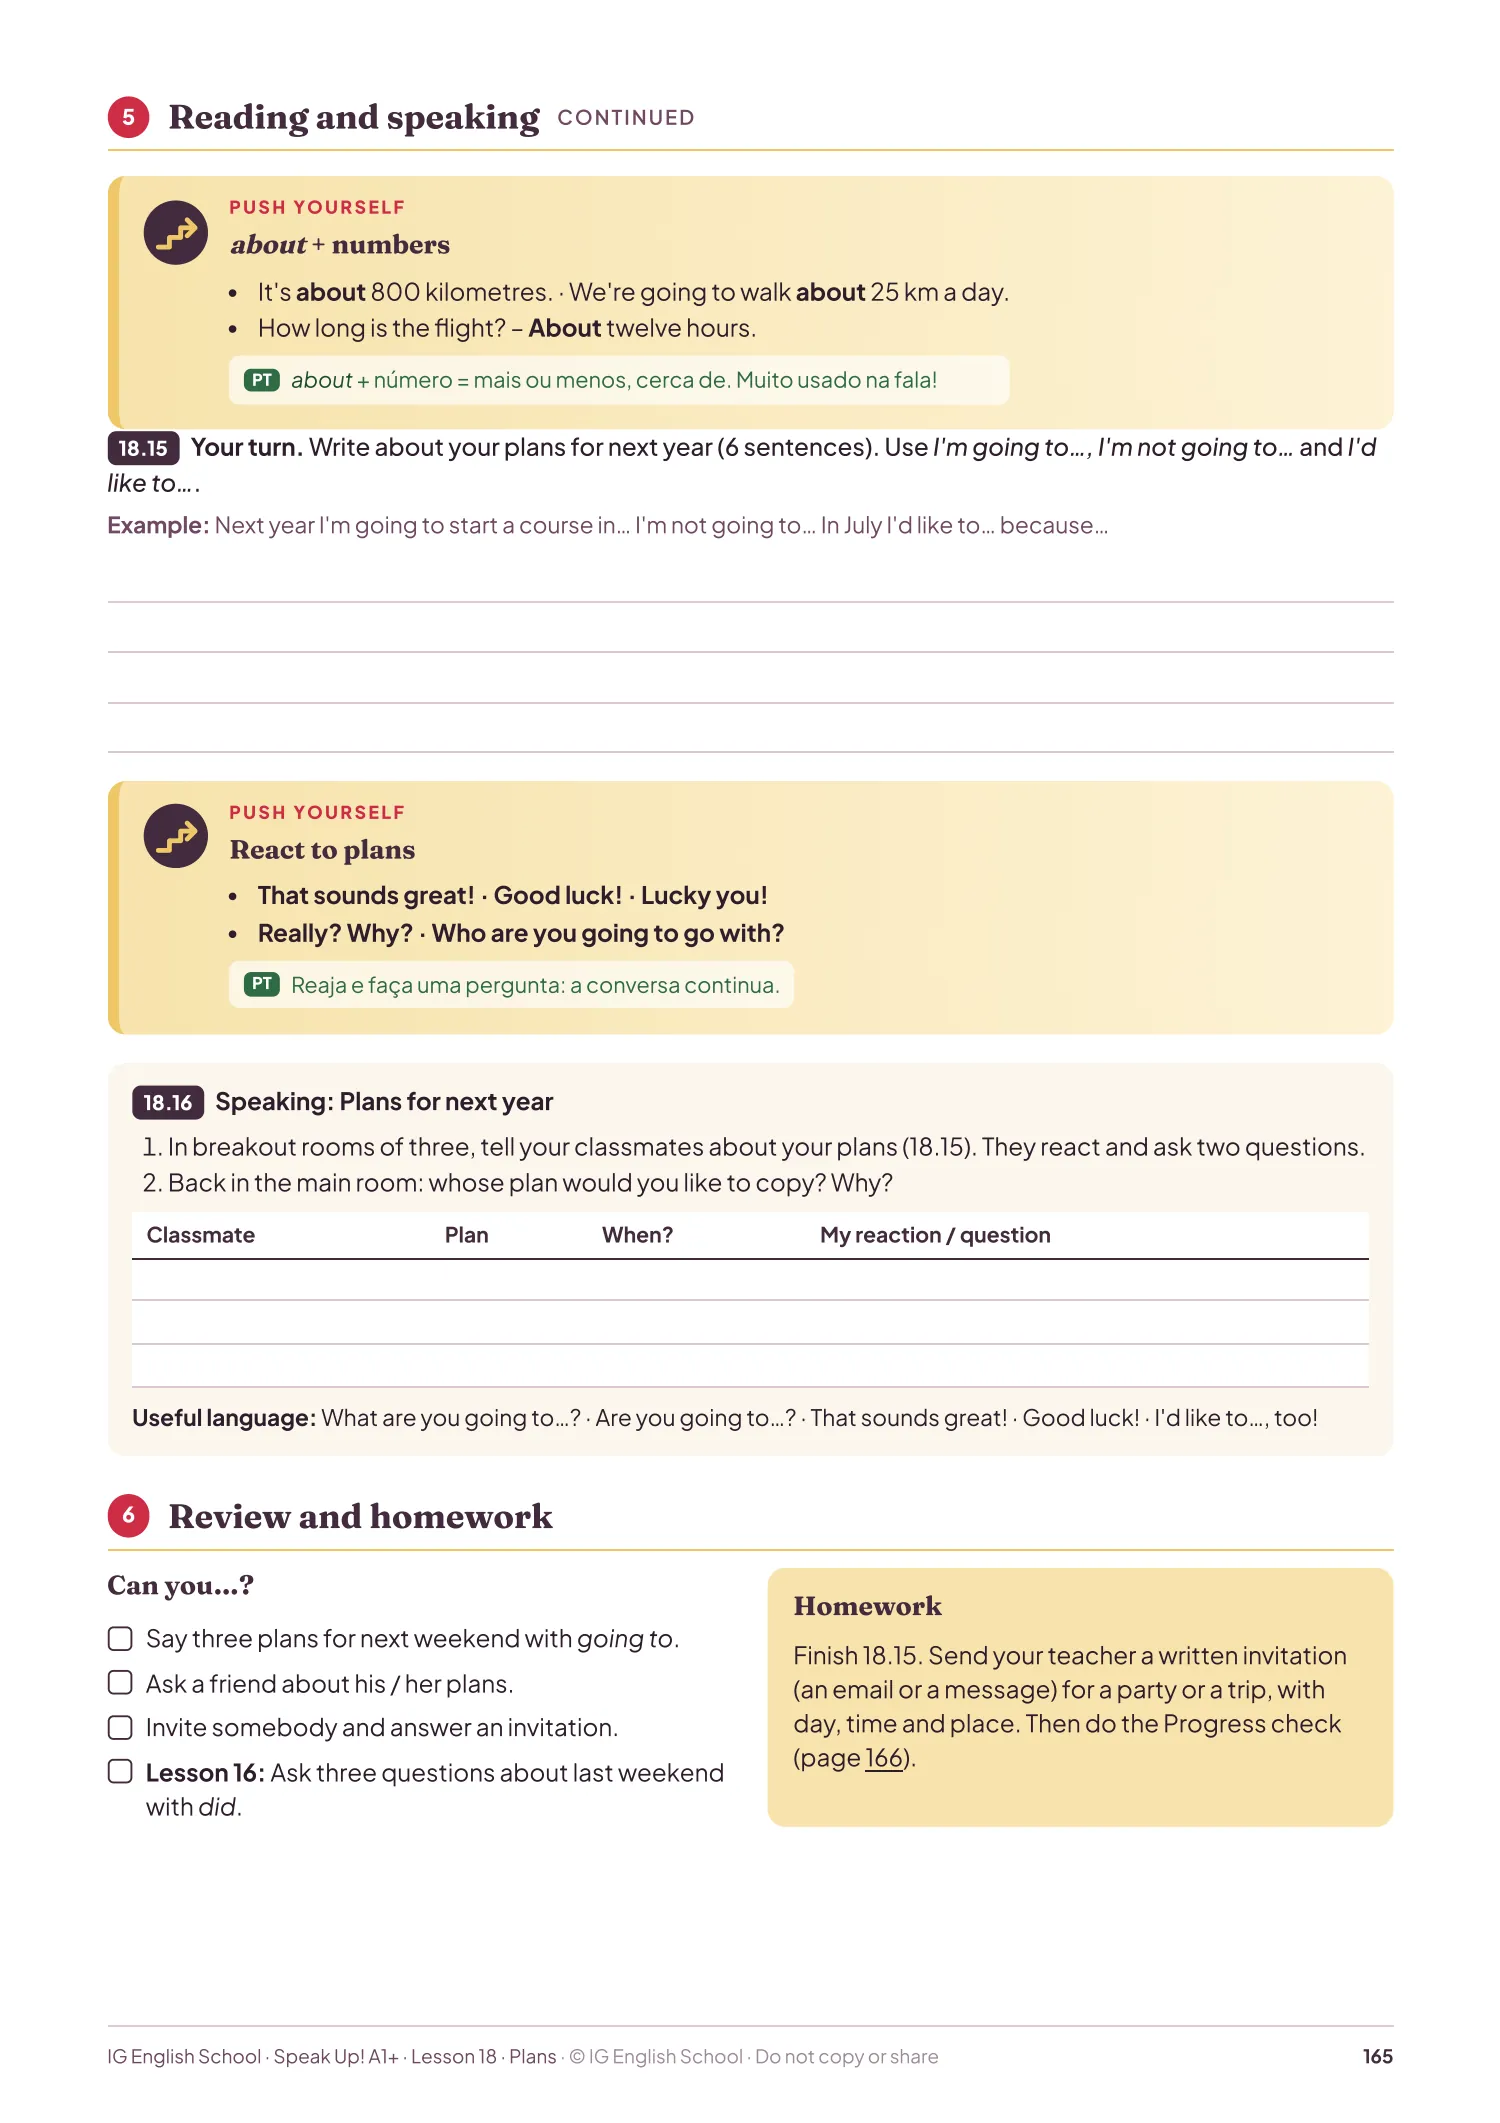 5 Reading and speaking CONTINUED
PUSH YOURSELF
about + numbers
• It's about 800 kilometres. · We're going to walk about 25 km a day.
• How long is the flight? – About twelve hours.
PT about + número = mais ou menos, cerca de. Muito usado na fala!
18.15 Your turn. Write about your plans for next year (6 sentences). Use I'm going to…, I'm not going to… and I'd
like to….
Example: Next year I'm going to start a course in… I'm not going to… In July I'd like to… because…
PUSH YOURSELF
React to plans
• That sounds great! · Good luck! · Lucky you!
• Really? Why? · Who are you going to go with?
PT Reaja e faça uma pergunta: a conversa continua.
18.16 Speaking: Plans for next year
1. In breakout rooms of three, tell your classmates about your plans (18.15). They react and ask two questions.
2. Back in the main room: whose plan would you like to copy? Why?
Classmate Plan When? My reaction / question
Useful language: What are you going to…? · Are you going to…? · That sounds great! · Good luck! · I'd like to…, too!
6 Review and homework
Can you…?
Say three plans for next weekend with going to.
Ask a friend about his / her plans.
Invite somebody and answer an invitation.
Lesson 16: Ask three questions about last weekend
with did.
Homework
Finish 18.15. Send your teacher a written invitation
(an email or a message) for a party or a trip, with
day, time and place. Then do the Progress check
(page 166).
IG English School · Speak Up! A1+ · Lesson 18 · Plans · © IG English School · Do not copy or share 165